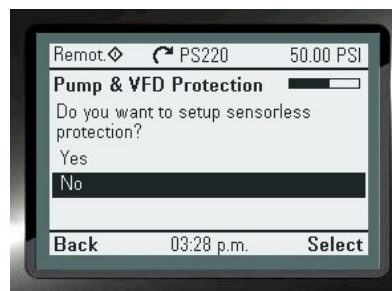 Remot. PS220 50.00 PSI
Pump & VFD Protection
Do you want to setup sensorless
protection?
Yes
No
Back 03:28 p.m. Select